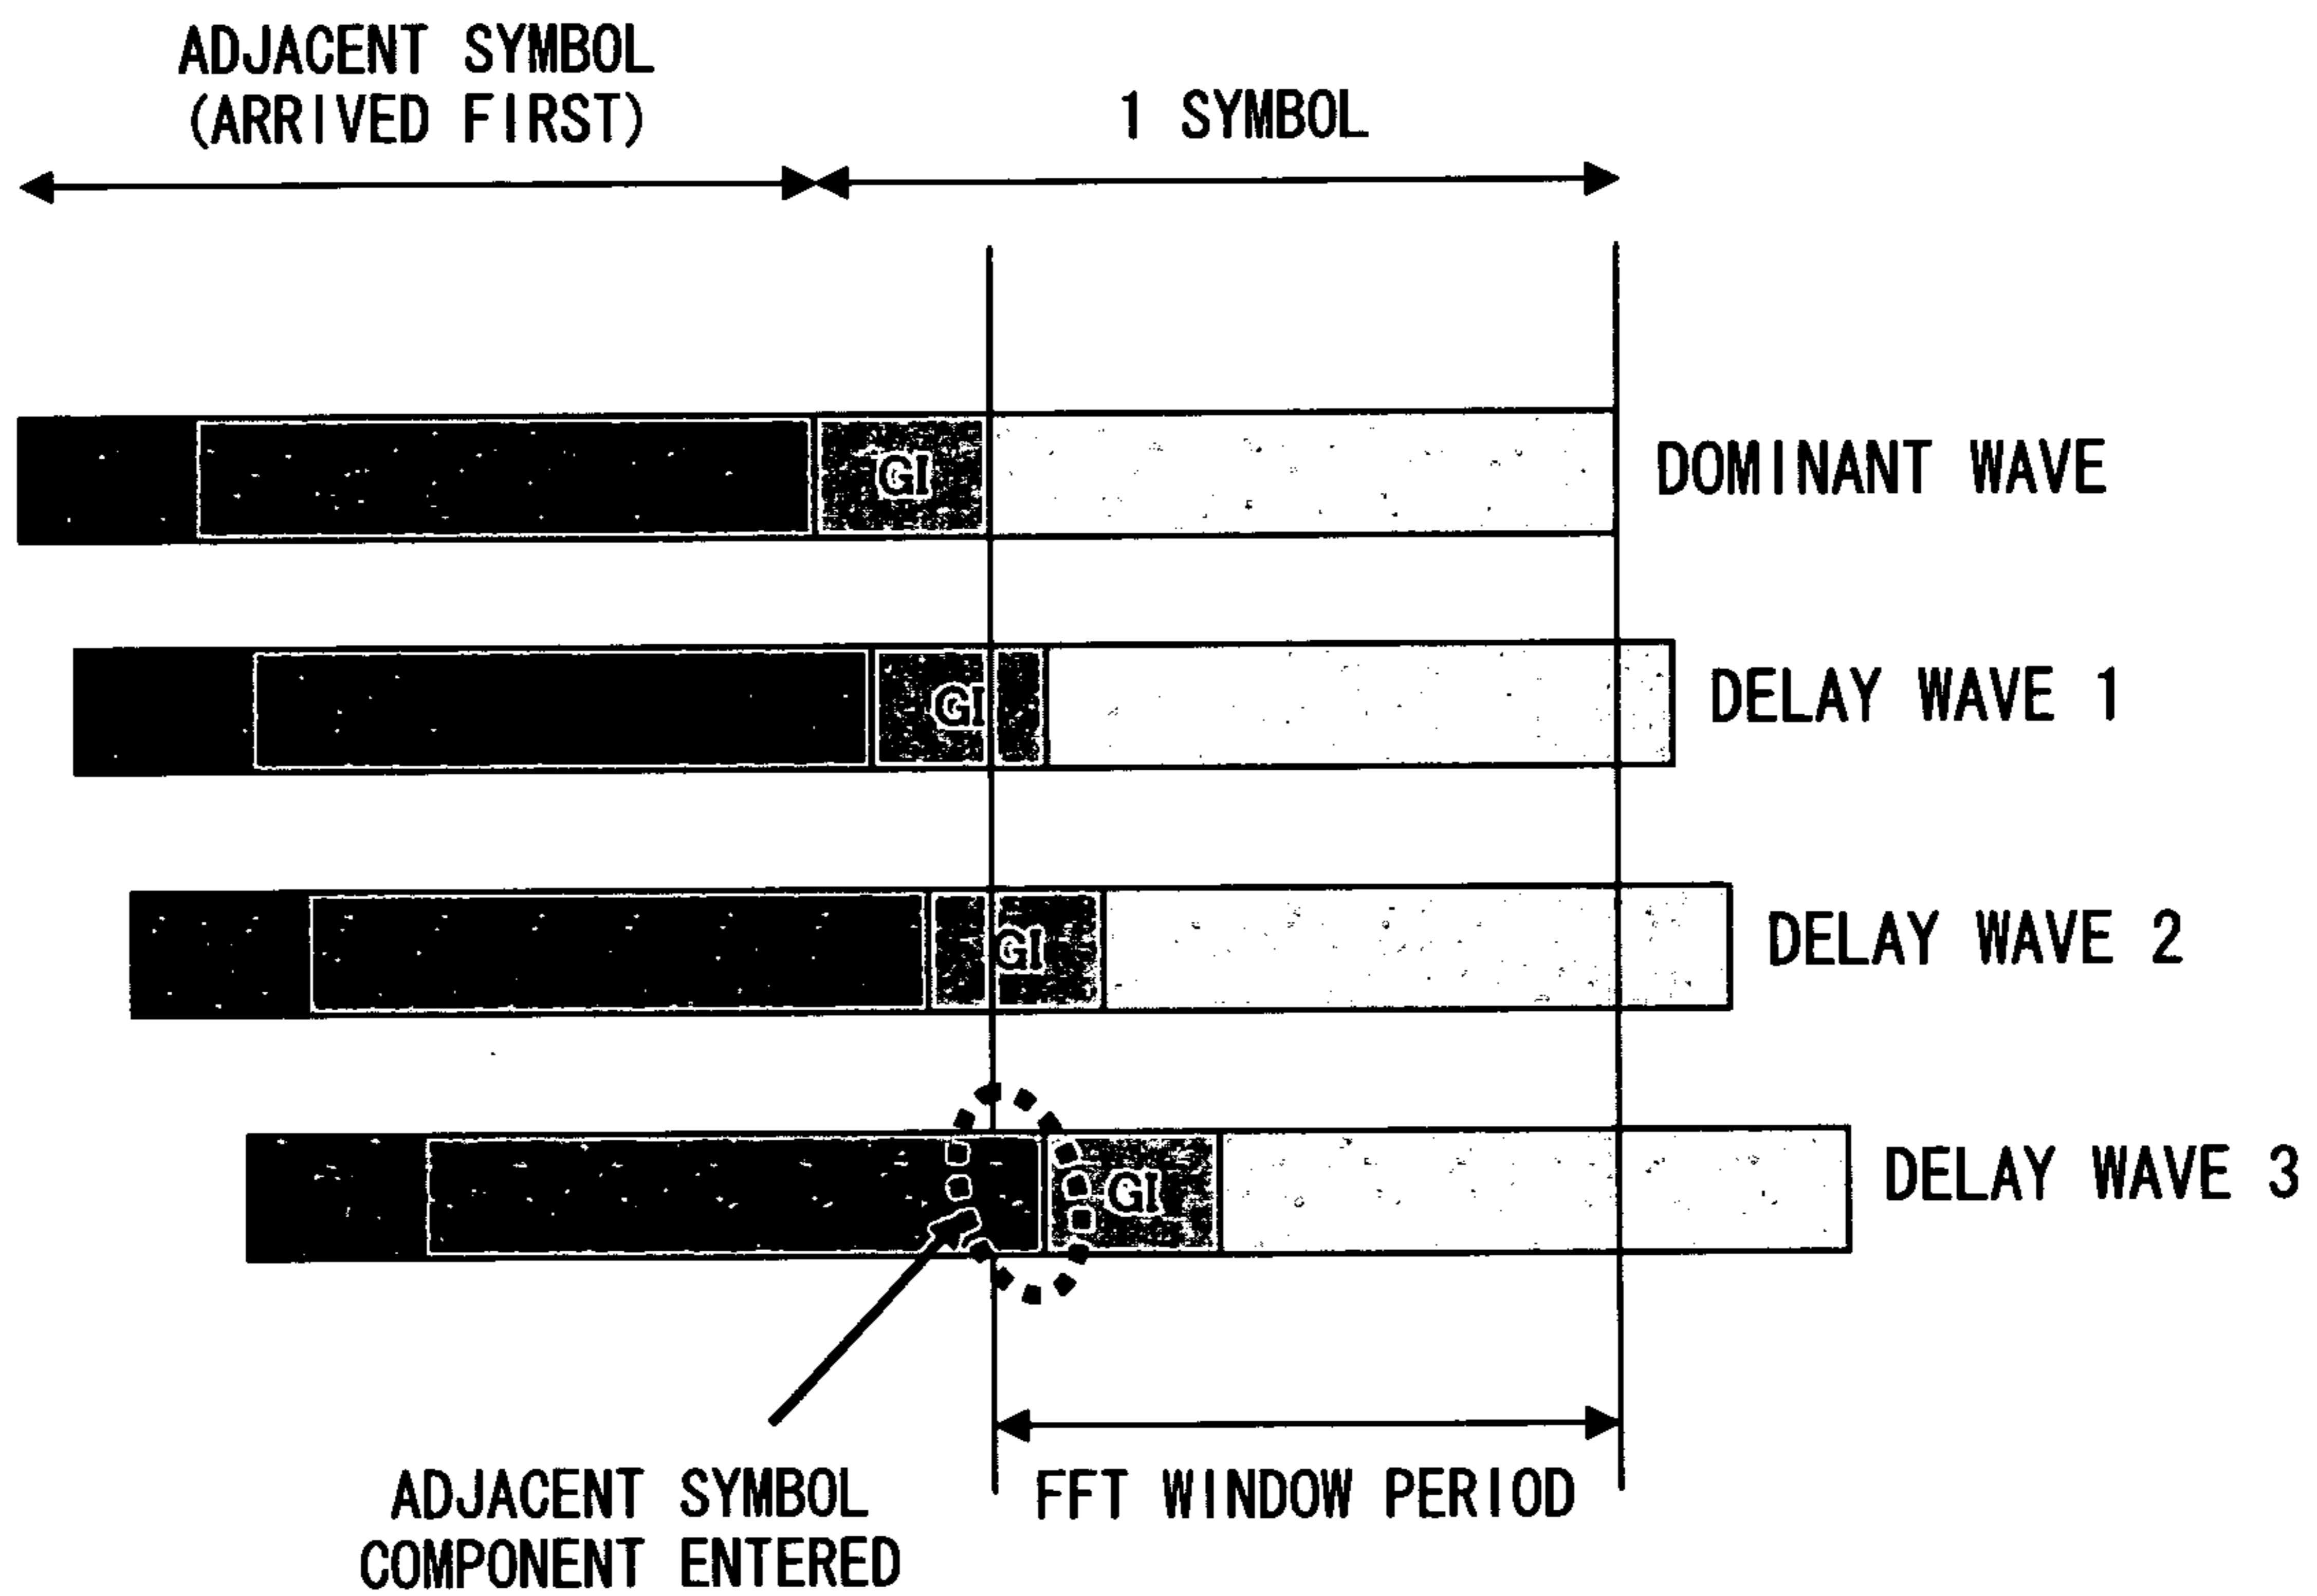 ADJACENT SYMBOL
(ARRIVED FIRST)
1 SYMBOL
GI
DOMINANT WAVE
GI
DELAY WAVE 1
GI
DELAY WAVE 2
GI
DELAY WAVE 3
ADJACENT SYMBOL
COMPONENT ENTERED
FFT WINDOW PERIOD